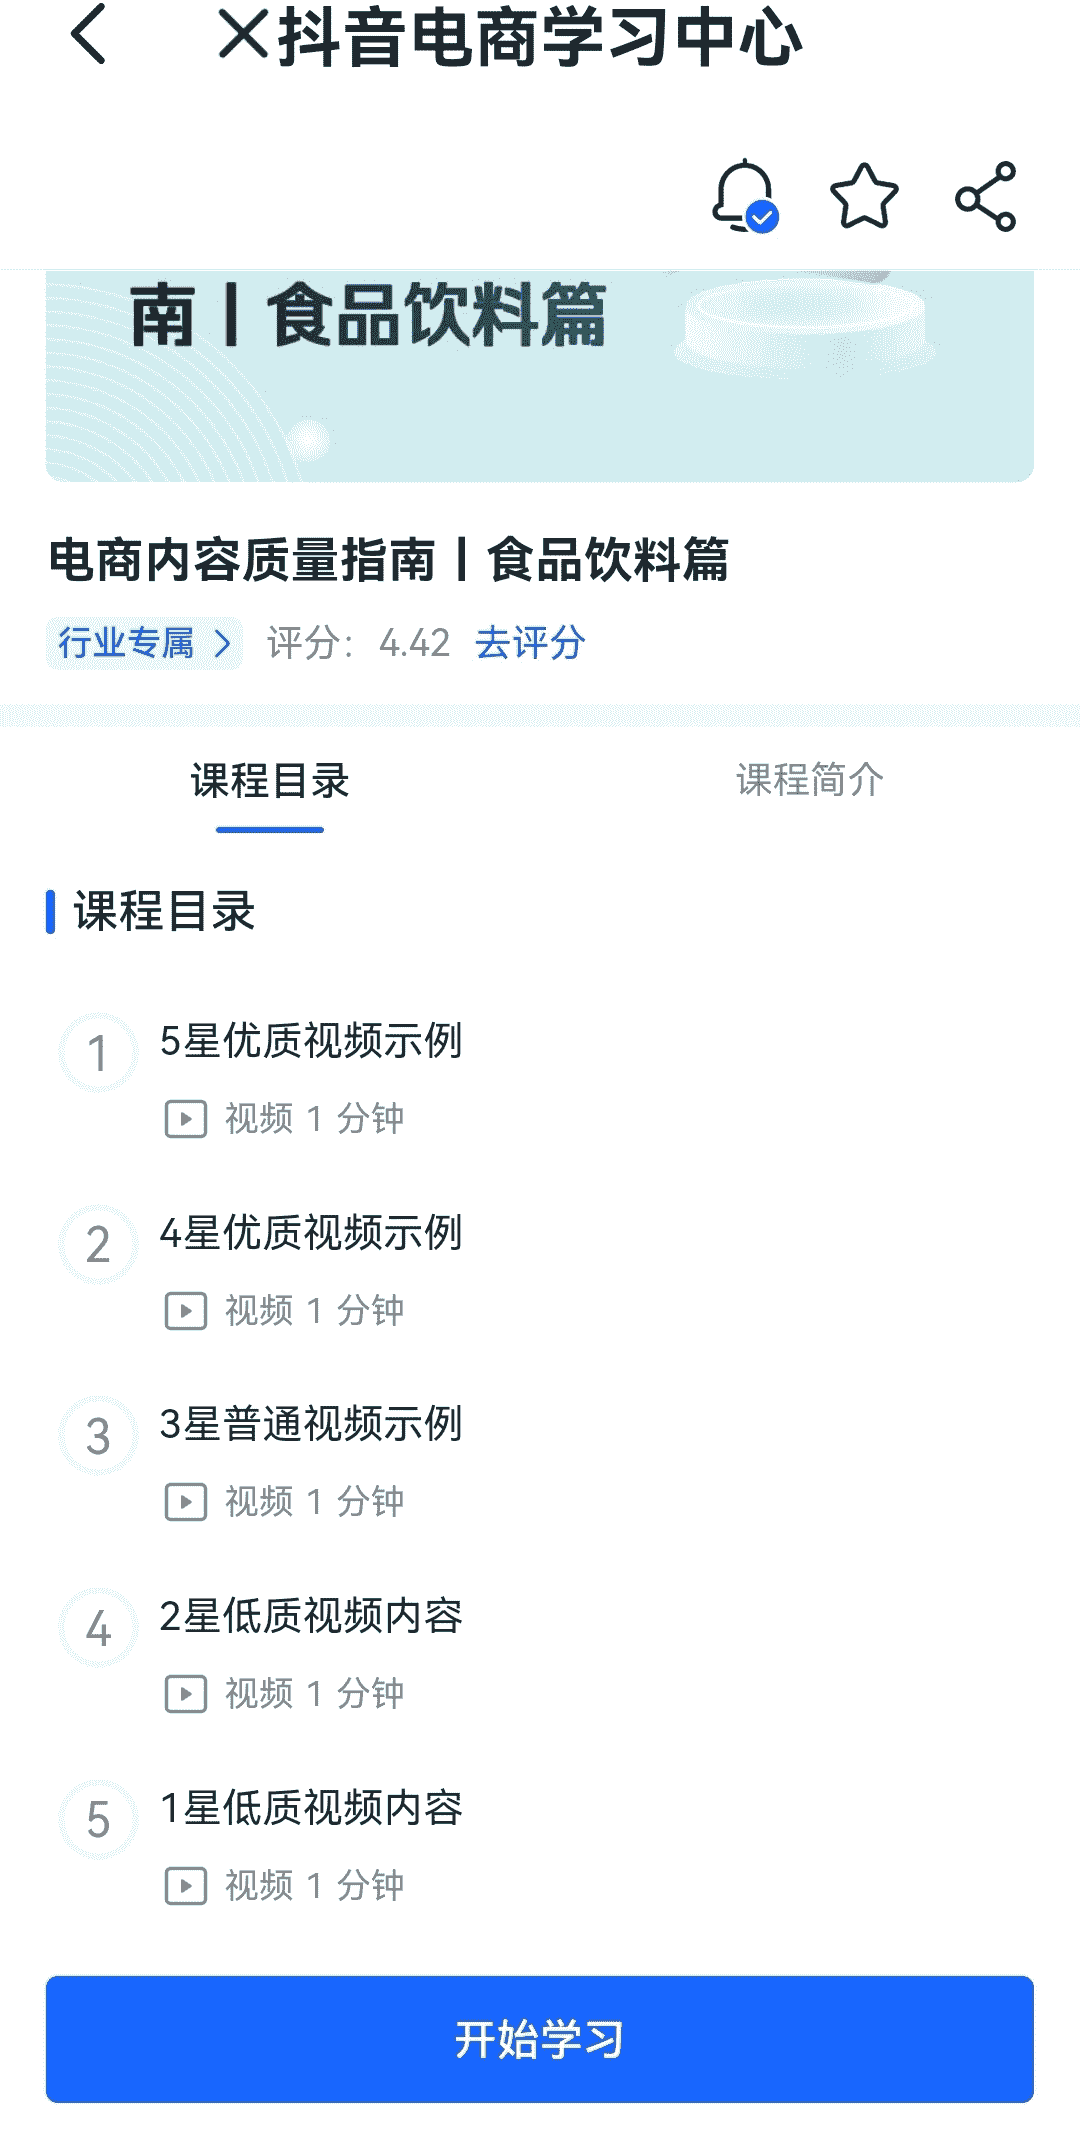 抖音电商学习中心
南丨食品饮料篇
电商内容质量指南丨食品饮料篇
行业专属 > 评分：4.42 去评分
课程目录 课程简介
课程目录
1 5星优质视频示例
视频 1 分钟
2 4星优质视频示例
视频 1 分钟
3 3星普通视频示例
视频 1 分钟
4 2星低质视频内容
视频 1 分钟
5 1星低质视频内容
视频 1 分钟
开始学习